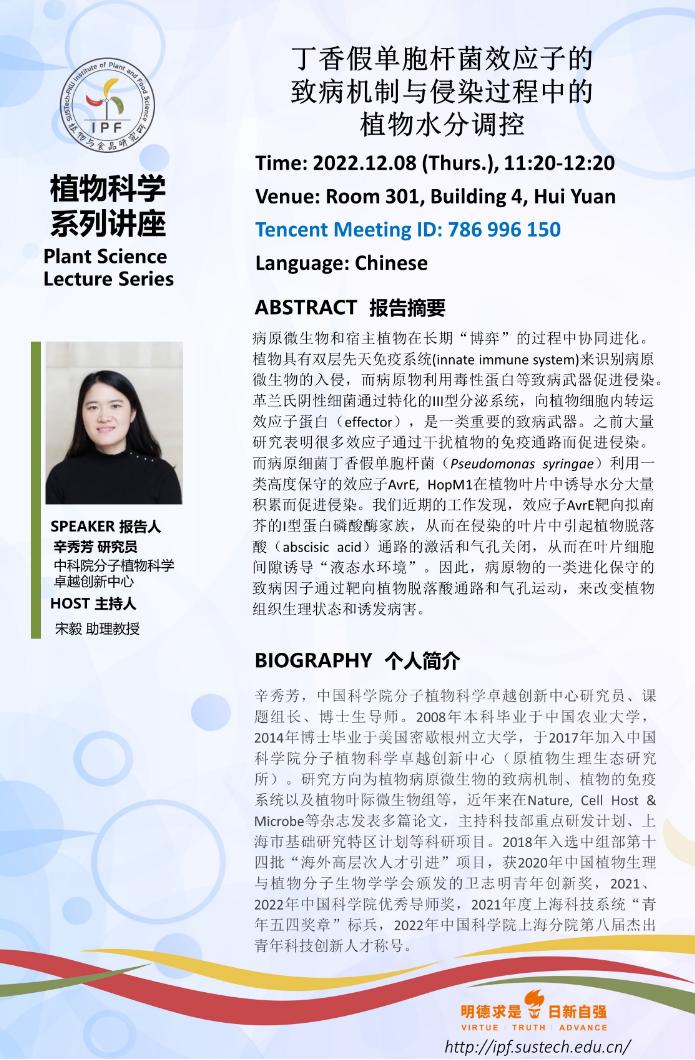 SUSTech-PKU Institute of Plant and Food Science
IPF
植物与食品研究所
植物科学
系列讲座
Plant Science
Lecture Series
SPEAKER 报告人
辛秀芳 研究员
中科院分子植物科学
卓越创新中心
HOST 主持人
宋毅 助理教授
丁香假单胞杆菌效应子的
致病机制与侵染过程中的
植物水分调控
Time: 2022.12.08 (Thurs.), 11:20-12:20
Venue: Room 301, Building 4, Hui Yuan
Tencent Meeting ID: 786 996 150
Language: Chinese
ABSTRACT 报告摘要
病原微生物和宿主植物在长期“博弈”的过程中协同进化。
植物具有双层先天免疫系统(innate immune system)来识别病原
微生物的入侵，而病原物利用毒性蛋白等致病武器促进侵染。
革兰氏阴性细菌通过特化的III型分泌系统，向植物细胞内转运
效应子蛋白（effector），是一类重要的致病武器。之前大量
研究表明很多效应子通过干扰植物的免疫通路而促进侵染。
而病原细菌丁香假单胞杆菌（Pseudomonas syringae）利用一
类高度保守的效应子AvrE, HopM1在植物叶片中诱导水分大量
积累而促进侵染。我们近期的工作发现，效应子AvrE靶向拟南
芥的I型蛋白磷酸酶家族，从而在侵染的叶片中引起植物脱落
酸（abscisic acid）通路的激活和气孔关闭，从而在叶片细胞
间隙诱导“液态水环境”。因此，病原物的一类进化保守的
致病因子通过靶向植物脱落酸通路和气孔运动，来改变植物
组织生理状态和诱发病害。
BIOGRAPHY 个人简介
辛秀芳，中国科学院分子植物科学卓越创新中心研究员、课
题组长、博士生导师。2008年本科毕业于中国农业大学，
2014年博士毕业于美国密歇根州立大学，于2017年加入中国
科学院分子植物科学卓越创新中心（原植物生理生态研究
所）。研究方向为植物病原微生物的致病机制、植物的免疫
系统以及植物叶际微生物组等，近年来在Nature, Cell Host &
Microbe等杂志发表多篇论文，主持科技部重点研发计划、上
海市基础研究特区计划等科研项目。2018年入选中组部第十
四批“海外高层次人才引进”项目，获2020年中国植物生理
与植物分子生物学学会颁发的卫志明青年创新奖，2021、
2022年中国科学院优秀导师奖，2021年度上海科技系统“青
年五四奖章”标兵，2022年中国科学院上海分院第八届杰出
青年科技创新人才称号。
明德求是 日新自强
VIRTUE TRUTH ADVANCE
http://ipf.sustech.edu.cn/